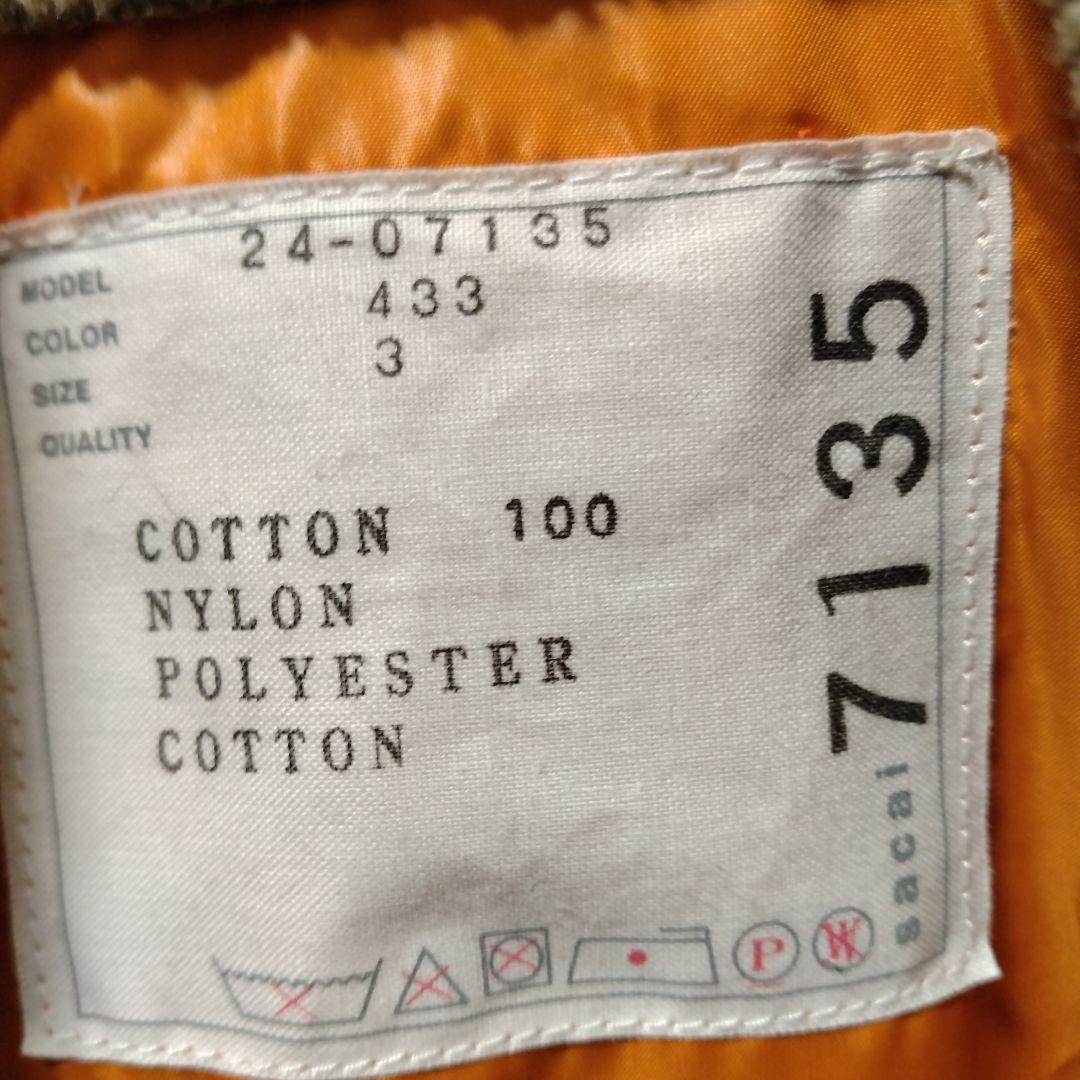 MODEL 24-07135
COLOR 433
SIZE 3
QUALITY
COTTON 100
NYLON
POLYESTER
COTTON
P
W
sacai 7135